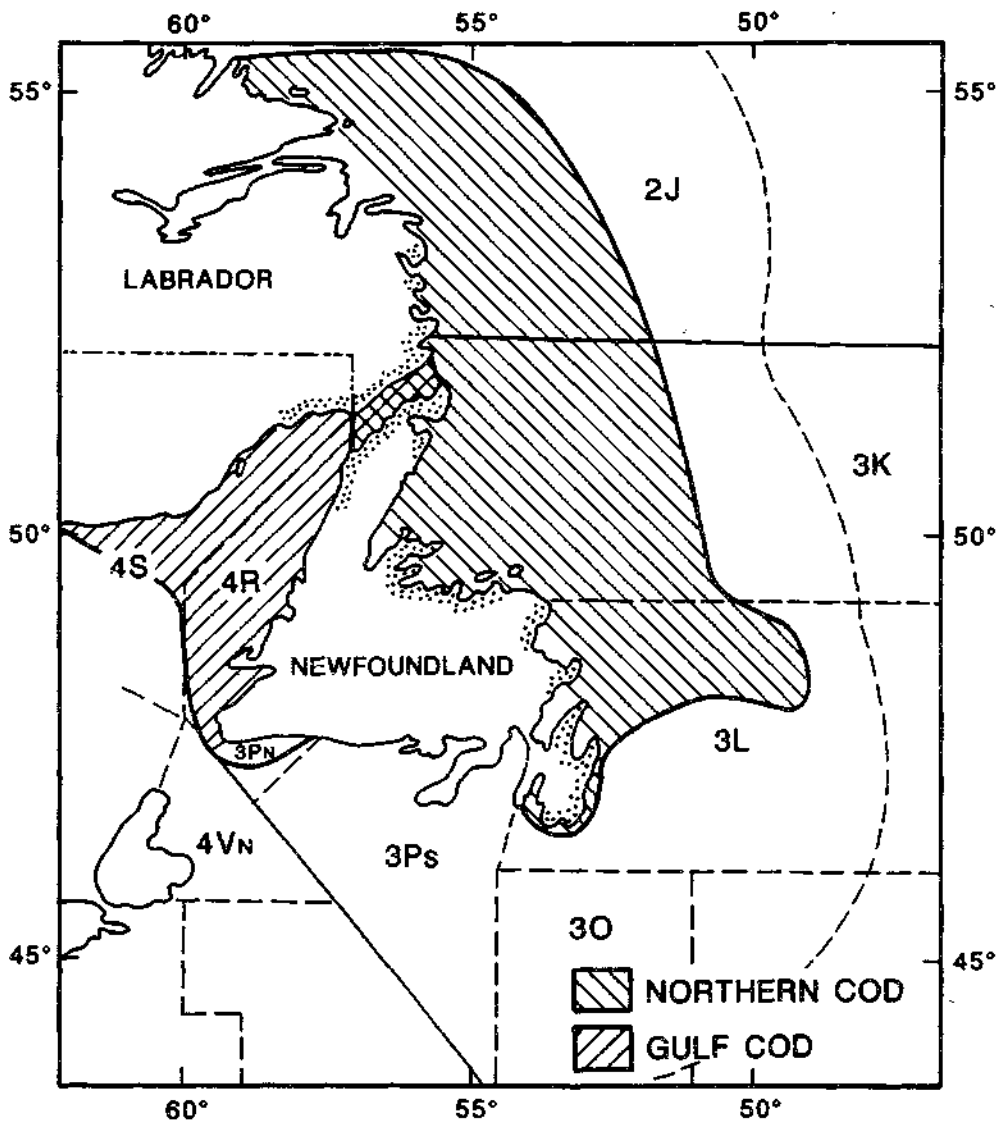 60° 55° 50°
55° 55°
2J
LABRADOR
3K
50° 50°
4S 4R
NEWFOUNDLAND
3PN
3L
4VN
3Ps
3O
45° 45°
NORTHERN COD
GULF COD
60° 55° 50°